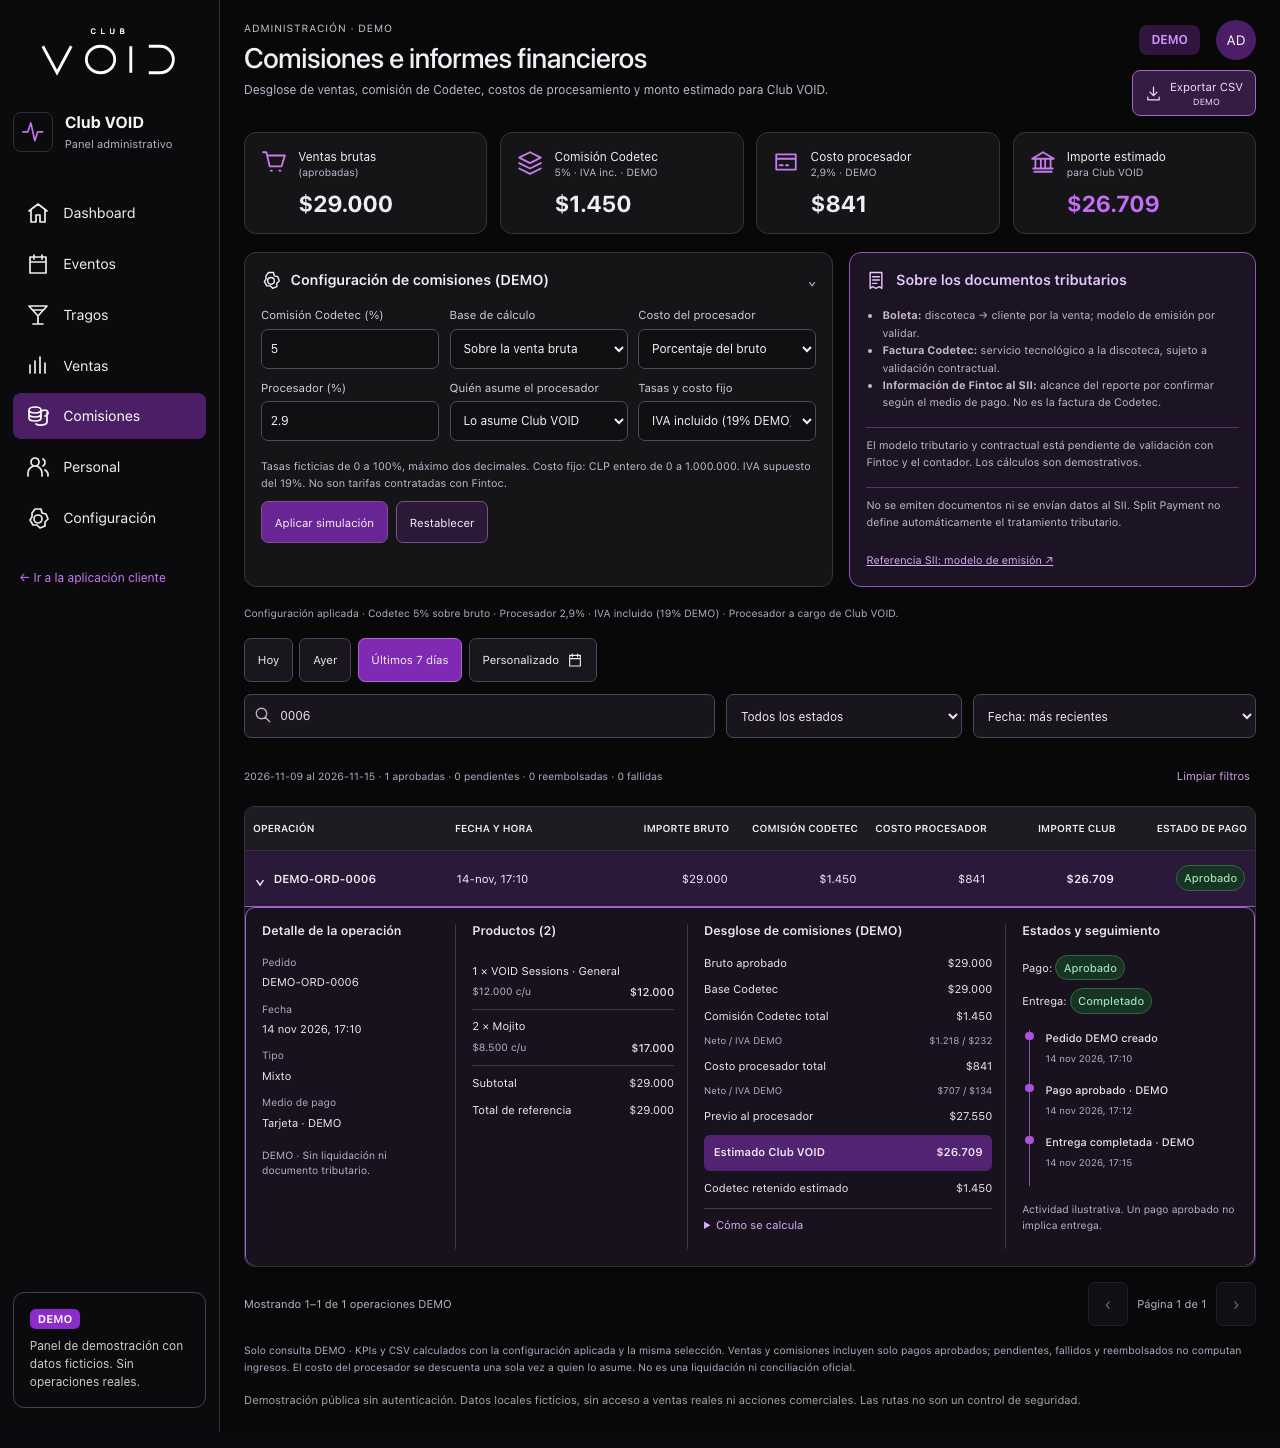 CLUB
VOID
Club VOID
Panel administrativo
Dashboard
Eventos
Tragos
Ventas
Comisiones
Personal
Configuración
← Ir a la aplicación cliente
DEMO
Panel de demostración con
datos ficticios. Sin
operaciones reales.
ADMINISTRACIÓN · DEMO
Comisiones e informes financieros
Desglose de ventas, comisión de Codetec, costos de procesamiento y monto estimado para Club VOID.
DEMO
AD
Exportar CSV
DEMO
Ventas brutas
(aprobadas)
$29.000
Comisión Codetec
5% · IVA inc. · DEMO
$1.450
Costo procesador
2,9% · DEMO
$841
Importe estimado
para Club VOID
$26.709
Configuración de comisiones (DEMO)
Comisión Codetec (%)
5
Base de cálculo
Sobre la venta bruta
Costo del procesador
Porcentaje del bruto
Procesador (%)
2.9
Quién asume el procesador
Lo asume Club VOID
Tasas y costo fijo
IVA incluido (19% DEMO)
Tasas ficticias de 0 a 100%, máximo dos decimales. Costo fijo: CLP entero de 0 a 1.000.000. IVA supuesto
del 19%. No son tarifas contratadas con Fintoc.
Aplicar simulación
Restablecer
Sobre los documentos tributarios
• Boleta: discoteca → cliente por la venta; modelo de emisión por
validar.
• Factura Codetec: servicio tecnológico a la discoteca, sujeto a
validación contractual.
• Información de Fintoc al SII: alcance del reporte por confirmar
según el medio de pago. No es la factura de Codetec.
El modelo tributario y contractual está pendiente de validación con
Fintoc y el contador. Los cálculos son demostrativos.
No se emiten documentos ni se envían datos al SII. Split Payment no
define automáticamente el tratamiento tributario.
Referencia SII: modelo de emisión ↗
Configuración aplicada · Codetec 5% sobre bruto · Procesador 2,9% · IVA incluido (19% DEMO) · Procesador a cargo de Club VOID.
Hoy
Ayer
Últimos 7 días
Personalizado
0006
Todos los estados
Fecha: más recientes
2026-11-09 al 2026-11-15 · 1 aprobadas · 0 pendientes · 0 reembolsadas · 0 fallidas
Limpiar filtros
OPERACIÓN FECHA Y HORA IMPORTE BRUTO COMISIÓN CODETEC COSTO PROCESADOR IMPORTE CLUB ESTADO DE PAGO
DEMO-ORD-0006 14-nov, 17:10 $29.000 $1.450 $841 $26.709 Aprobado
Detalle de la operación
Pedido
DEMO-ORD-0006
Fecha
14 nov 2026, 17:10
Tipo
Mixto
Medio de pago
Tarjeta · DEMO
DEMO · Sin liquidación ni
documento tributario.
Productos (2)
1 × VOID Sessions · General
$12.000 c/u $12.000
2 × Mojito
$8.500 c/u $17.000
Subtotal $29.000
Total de referencia $29.000
Desglose de comisiones (DEMO)
Bruto aprobado $29.000
Base Codetec $29.000
Comisión Codetec total $1.450
Neto / IVA DEMO $1.218 / $232
Costo procesador total $841
Neto / IVA DEMO $707 / $134
Previo al procesador $27.550
Estimado Club VOID $26.709
Codetec retenido estimado $1.450
▶ Cómo se calcula
Estados y seguimiento
Pago: Aprobado
Entrega: Completado
Pedido DEMO creado
14 nov 2026, 17:10
Pago aprobado · DEMO
14 nov 2026, 17:12
Entrega completada · DEMO
14 nov 2026, 17:15
Actividad ilustrativa. Un pago aprobado no
implica entrega.
Mostrando 1–1 de 1 operaciones DEMO
‹ Página 1 de 1 ›
Solo consulta DEMO · KPIs y CSV calculados con la configuración aplicada y la misma selección. Ventas y comisiones incluyen solo pagos aprobados; pendientes, fallidos y reembolsados no computan
ingresos. El costo del procesador se descuenta una sola vez a quien lo asume. No es una liquidación ni conciliación oficial.
Demostración pública sin autenticación. Datos locales ficticios, sin acceso a ventas reales ni acciones comerciales. Las rutas no son un control de seguridad.